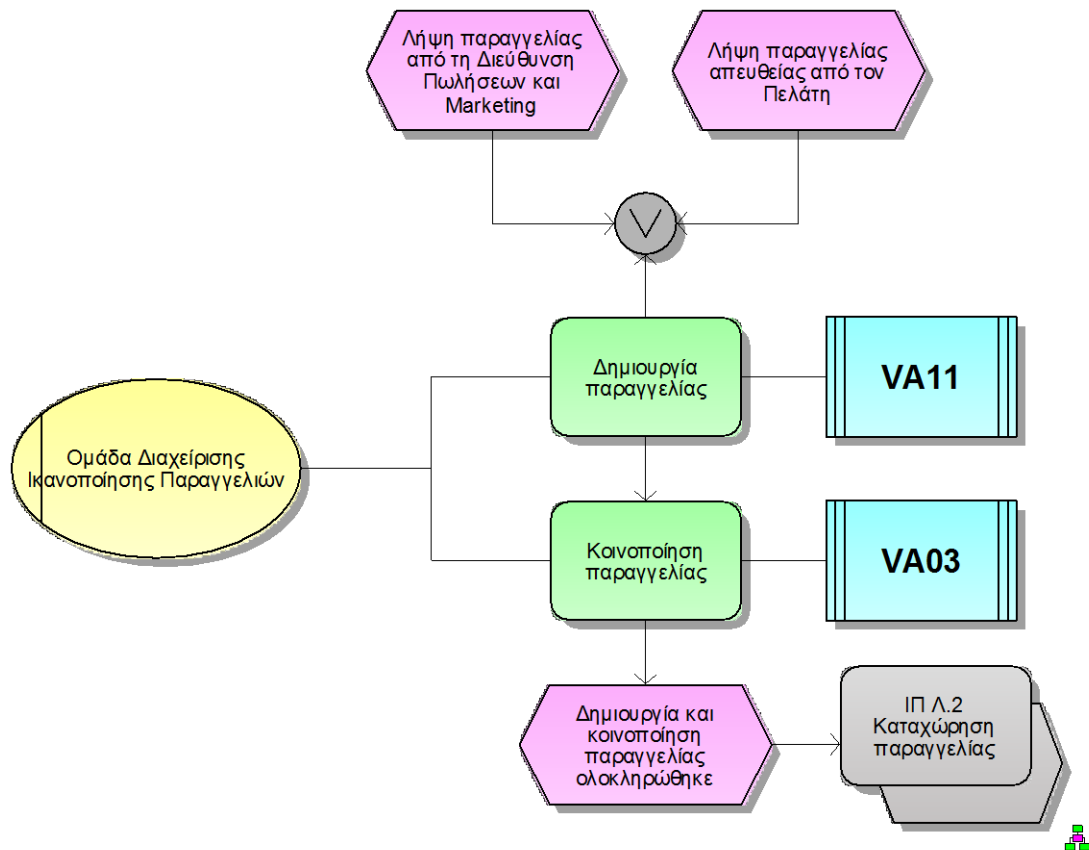 Λήψη παραγγελίας
από τη Διεύθυνση
Πωλήσεων και
Marketing
Λήψη παραγγελίας
απευθείας από τον
Πελάτη
Δημιουργία
παραγγελίας
VA11
Ομάδα Διαχείρισης
Ικανοποίησης Παραγγελιών
Κοινοποίηση
παραγγελίας
VA03
Δημιουργία και
κοινοποίηση
παραγγελίας
ολοκληρώθηκε
ΙΠ Λ.2
Καταχώρηση
παραγγελίας